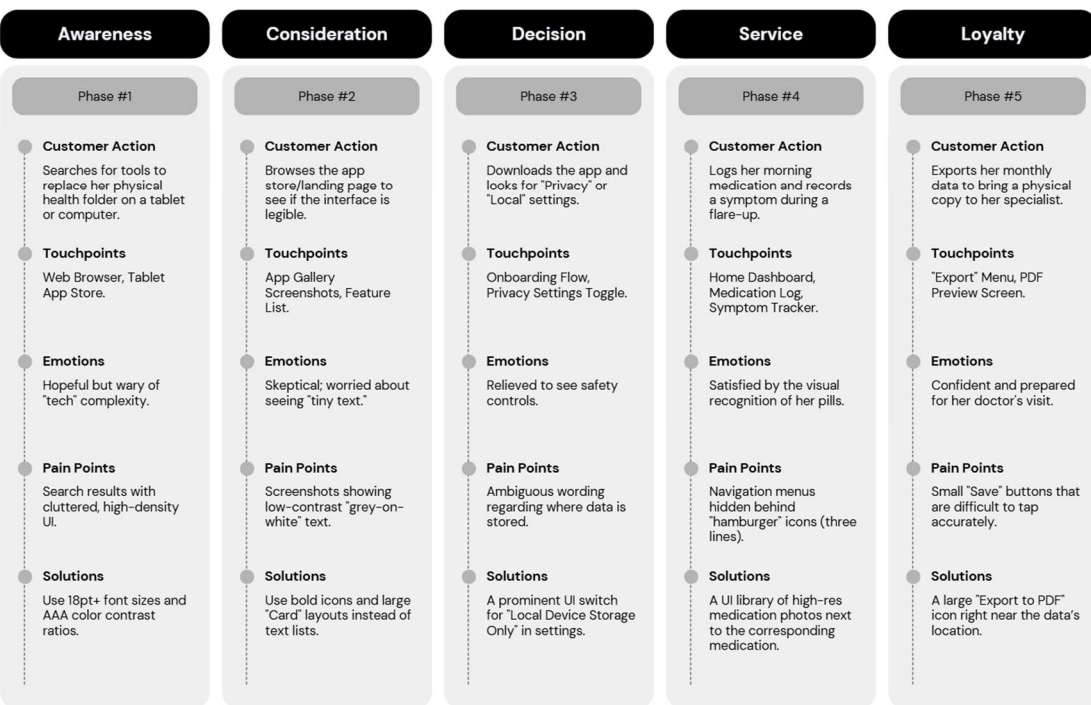 Awareness
Phase #1
Customer Action
Searches for tools to
replace her physical
health folder on a tablet
or computer.
Touchpoints
Web Browser, Tablet
App Store.
Emotions
Hopeful but wary of
"tech" complexity.
Pain Points
Search results with
cluttered, high-density
UI.
Solutions
Use 18pt+ font sizes and
AAA color contrast
ratios.
Consideration
Phase #2
Customer Action
Browses the app
store/landing page to
see if the interface is
legible.
Touchpoints
App Gallery
Screenshots, Feature
List.
Emotions
Skeptical; worried about
seeing "tiny text."
Pain Points
Screenshots showing
low-contrast "grey-on-
white" text.
Solutions
Use bold icons and large
"Card" layouts instead of
text lists.
Decision
Phase #3
Customer Action
Downloads the app and
looks for "Privacy" or
"Local" settings.
Touchpoints
Onboarding Flow,
Privacy Settings Toggle.
Emotions
Relieved to see safety
controls.
Pain Points
Ambiguous wording
regarding where data is
stored.
Solutions
A prominent UI switch
for "Local Device Storage
Only" in settings.
Service
Phase #4
Customer Action
Logs her morning
medication and records
a symptom during a
flare-up.
Touchpoints
Home Dashboard,
Medication Log,
Symptom Tracker.
Emotions
Satisfied by the visual
recognition of her pills.
Pain Points
Navigation menus
hidden behind
"hamburger" icons (three
lines).
Solutions
A UI library of high-res
medication photos next
to the corresponding
medication.
Loyalty
Phase #5
Customer Action
Exports her monthly
data to bring a physical
copy to her specialist.
Touchpoints
"Export" Menu, PDF
Preview Screen.
Emotions
Confident and prepared
for her doctor's visit.
Pain Points
Small "Save" buttons that
are difficult to tap
accurately.
Solutions
A large "Export to PDF"
icon right near the data's
location.